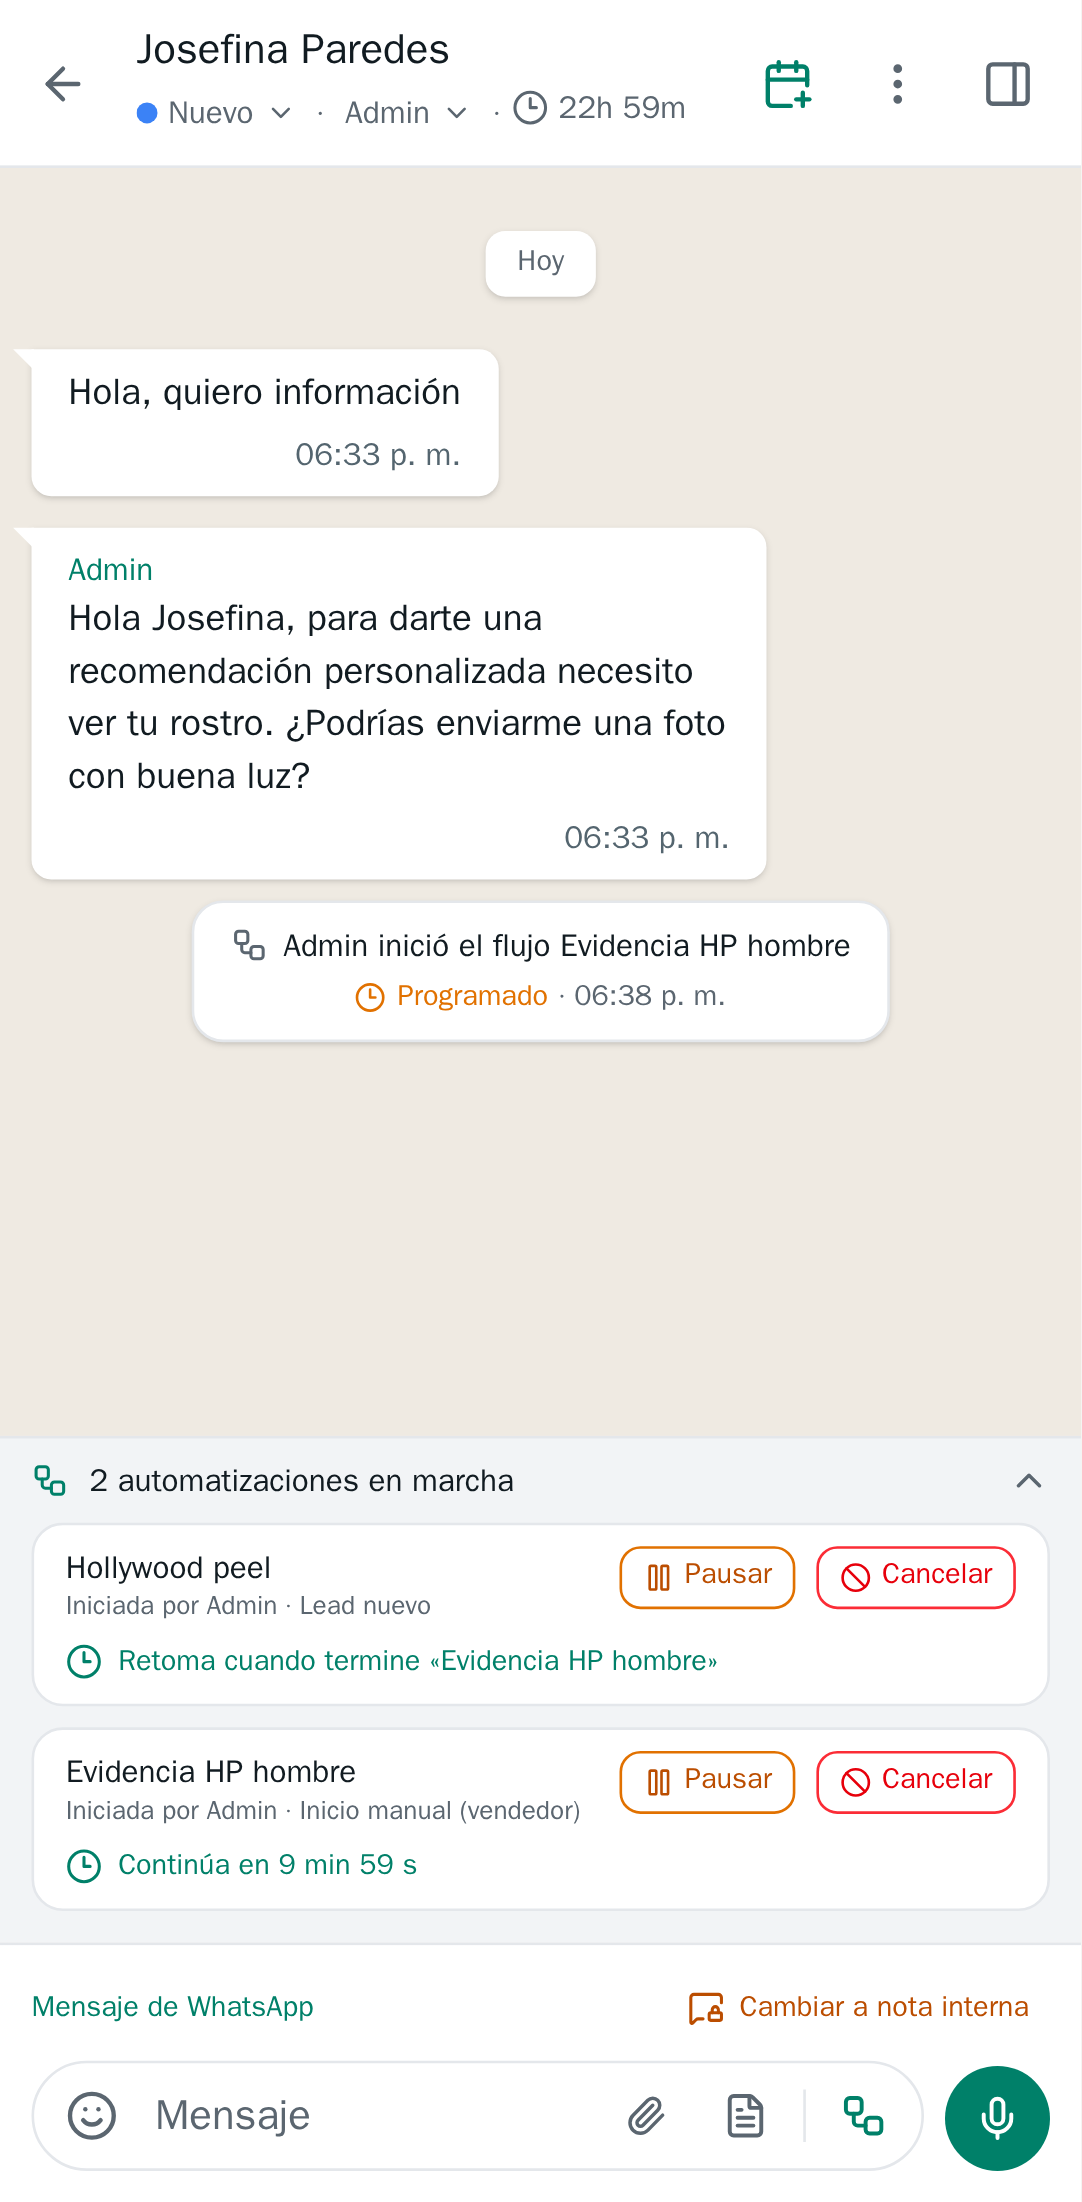 Josefina Paredes
Nuevo · Admin · 22h 59m
Hoy
Hola, quiero información
06:33 p. m.
Admin
Hola Josefina, para darte una
recomendación personalizada necesito
ver tu rostro. ¿Podrías enviarme una foto
con buena luz?
06:33 p. m.
Admin inició el flujo Evidencia HP hombre
Programado · 06:38 p. m.
2 automatizaciones en marcha
Hollywood peel
Pausar
Cancelar
Iniciada por Admin · Lead nuevo
Retoma cuando termine «Evidencia HP hombre»
Evidencia HP hombre
Pausar
Cancelar
Iniciada por Admin · Inicio manual (vendedor)
Continúa en 9 min 59 s
Mensaje de WhatsApp
Cambiar a nota interna
Mensaje